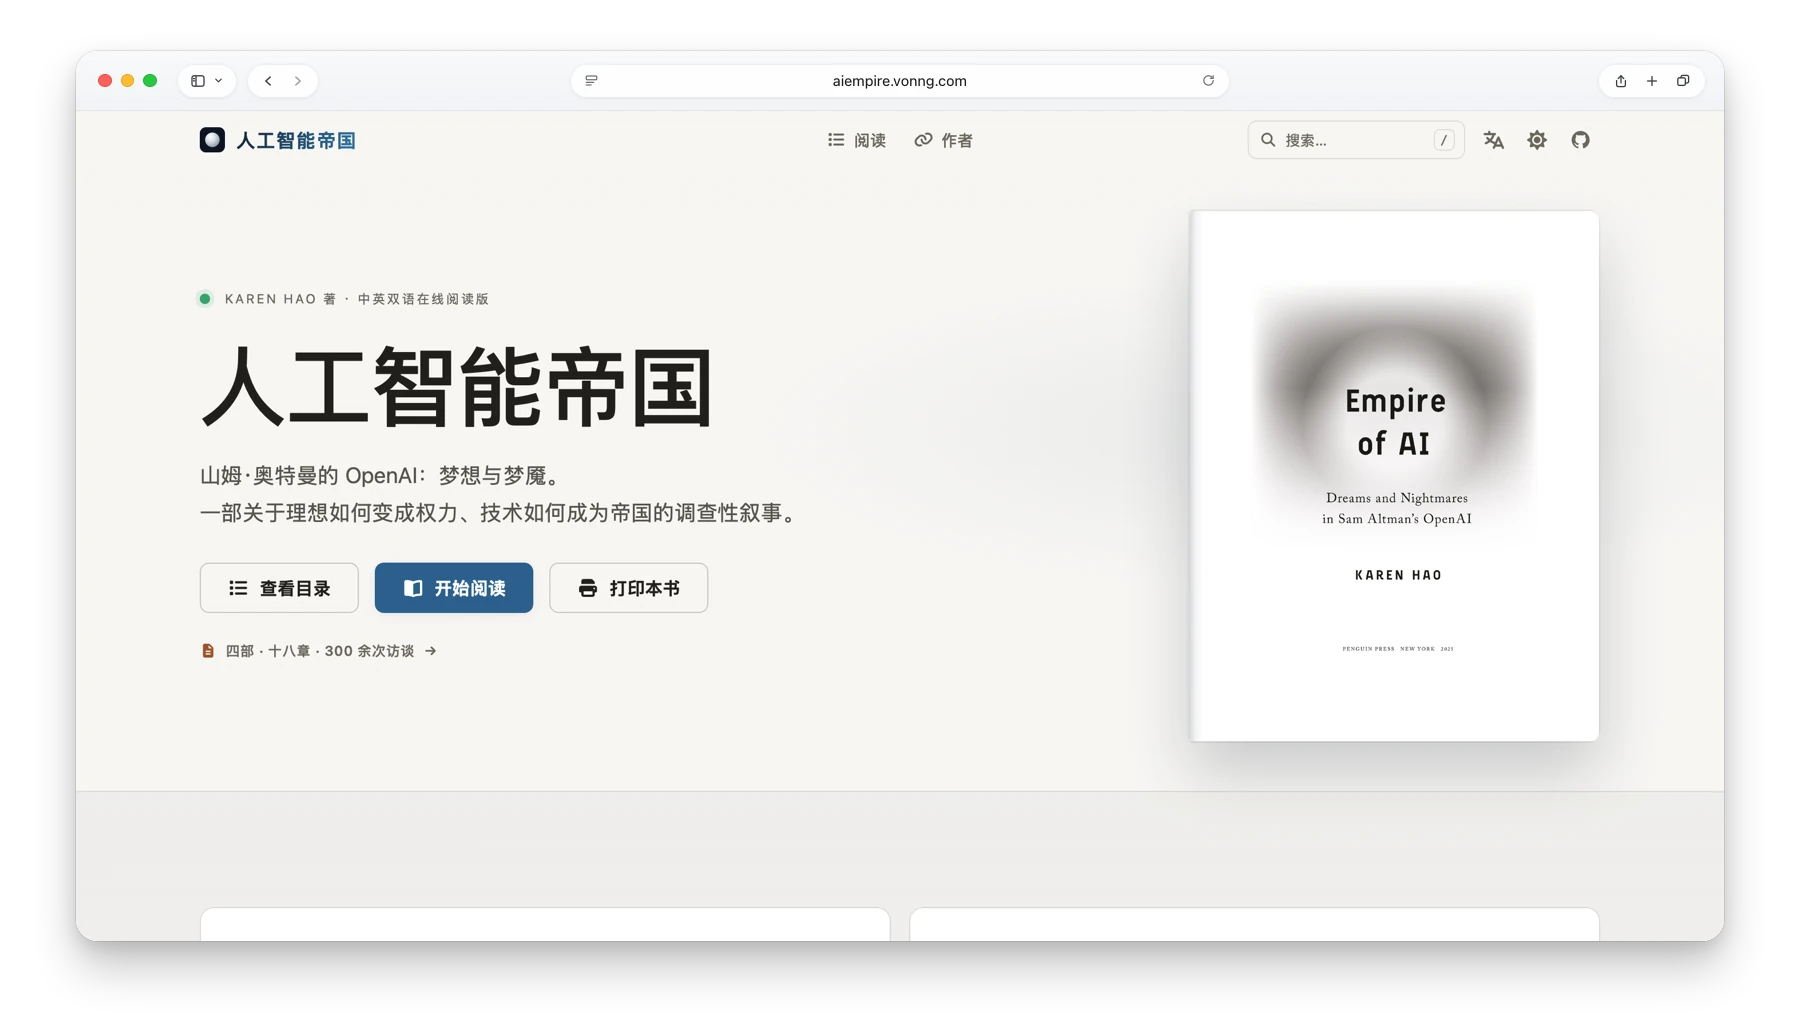 aiempire.vonng.com
人工智能帝国
阅读
作者
搜索...
/
KAREN HAO 著 · 中英双语在线阅读版
人工智能帝国
山姆·奥特曼的 OpenAI：梦想与梦魇。
一部关于理想如何变成权力、技术如何成为帝国的调查性叙事。
查看目录
开始阅读
打印本书
四部 · 十八章 · 300 余次访谈 →
Empire
of AI
Dreams and Nightmares
in Sam Altman's OpenAI
KAREN HAO
PENGUIN PRESS NEW YORK 2025